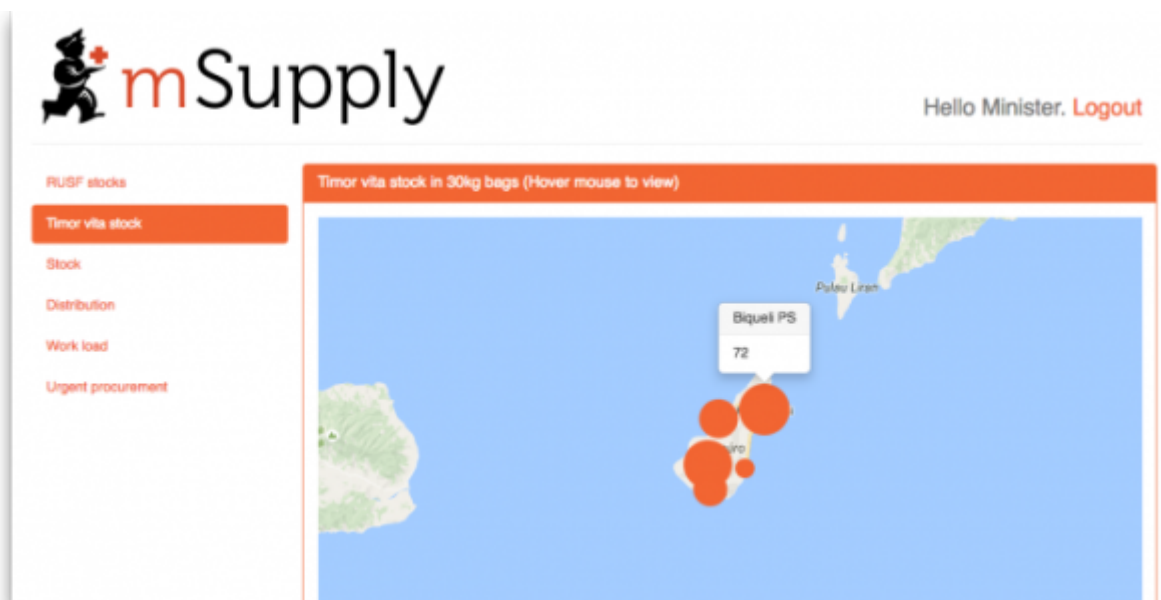 mSupply
Hello Minister. Logout
RUSF stocks
Timor vita stock
Stock
Distribution
Work load
Urgent procurement
Timor vita stock in 30kg bags (Hover mouse to view)
Pulau Liran
Biqueli PS
72